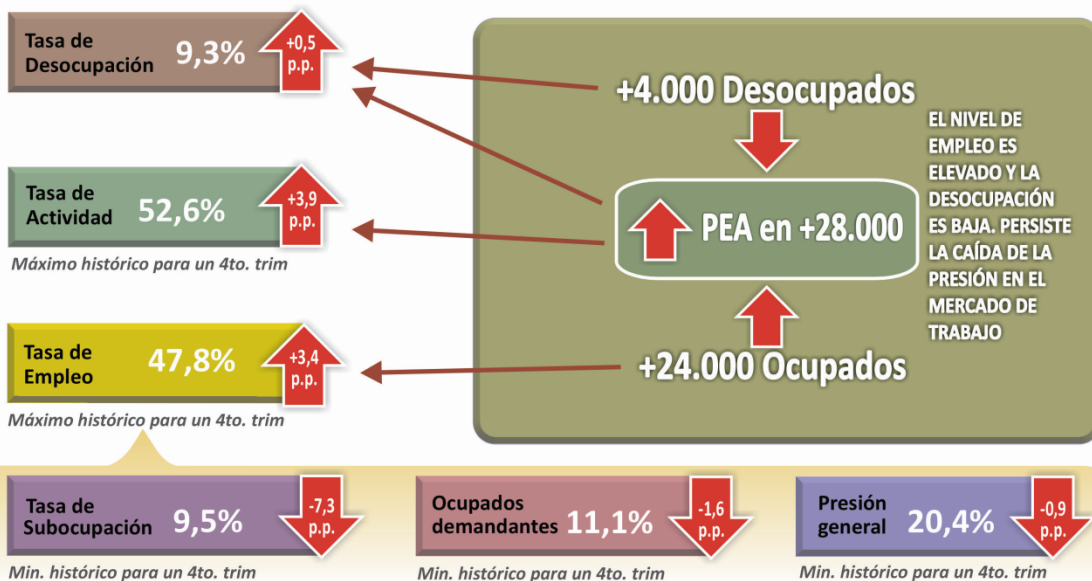 Tasa de
Desocupación
9,3%
+0,5
p.p.
Tasa de
Actividad
52,6%
+3,9
p.p.
Máximo histórico para un 4to. trim
Tasa de
Empleo
47,8%
+3,4
p.p.
Máximo histórico para un 4to. trim
+4.000 Desocupados
PEA en +28.000
+24.000 Ocupados
EL NIVEL DE
EMPLEO ES
ELEVADO Y LA
DESOCUPACIÓN
ES BAJA. PERSISTE
LA CAÍDA DE LA
PRESIÓN EN EL
MERCADO DE
TRABAJO
Tasa de
Subocupación
9,5%
-7,3
p.p.
Min. histórico para un 4to. trim
Ocupados
demandantes
11,1%
-1,6
p.p.
Min. histórico para un 4to. trim
Presión
general
20,4%
-0,9
p.p.
Min. histórico para un 4to. trim